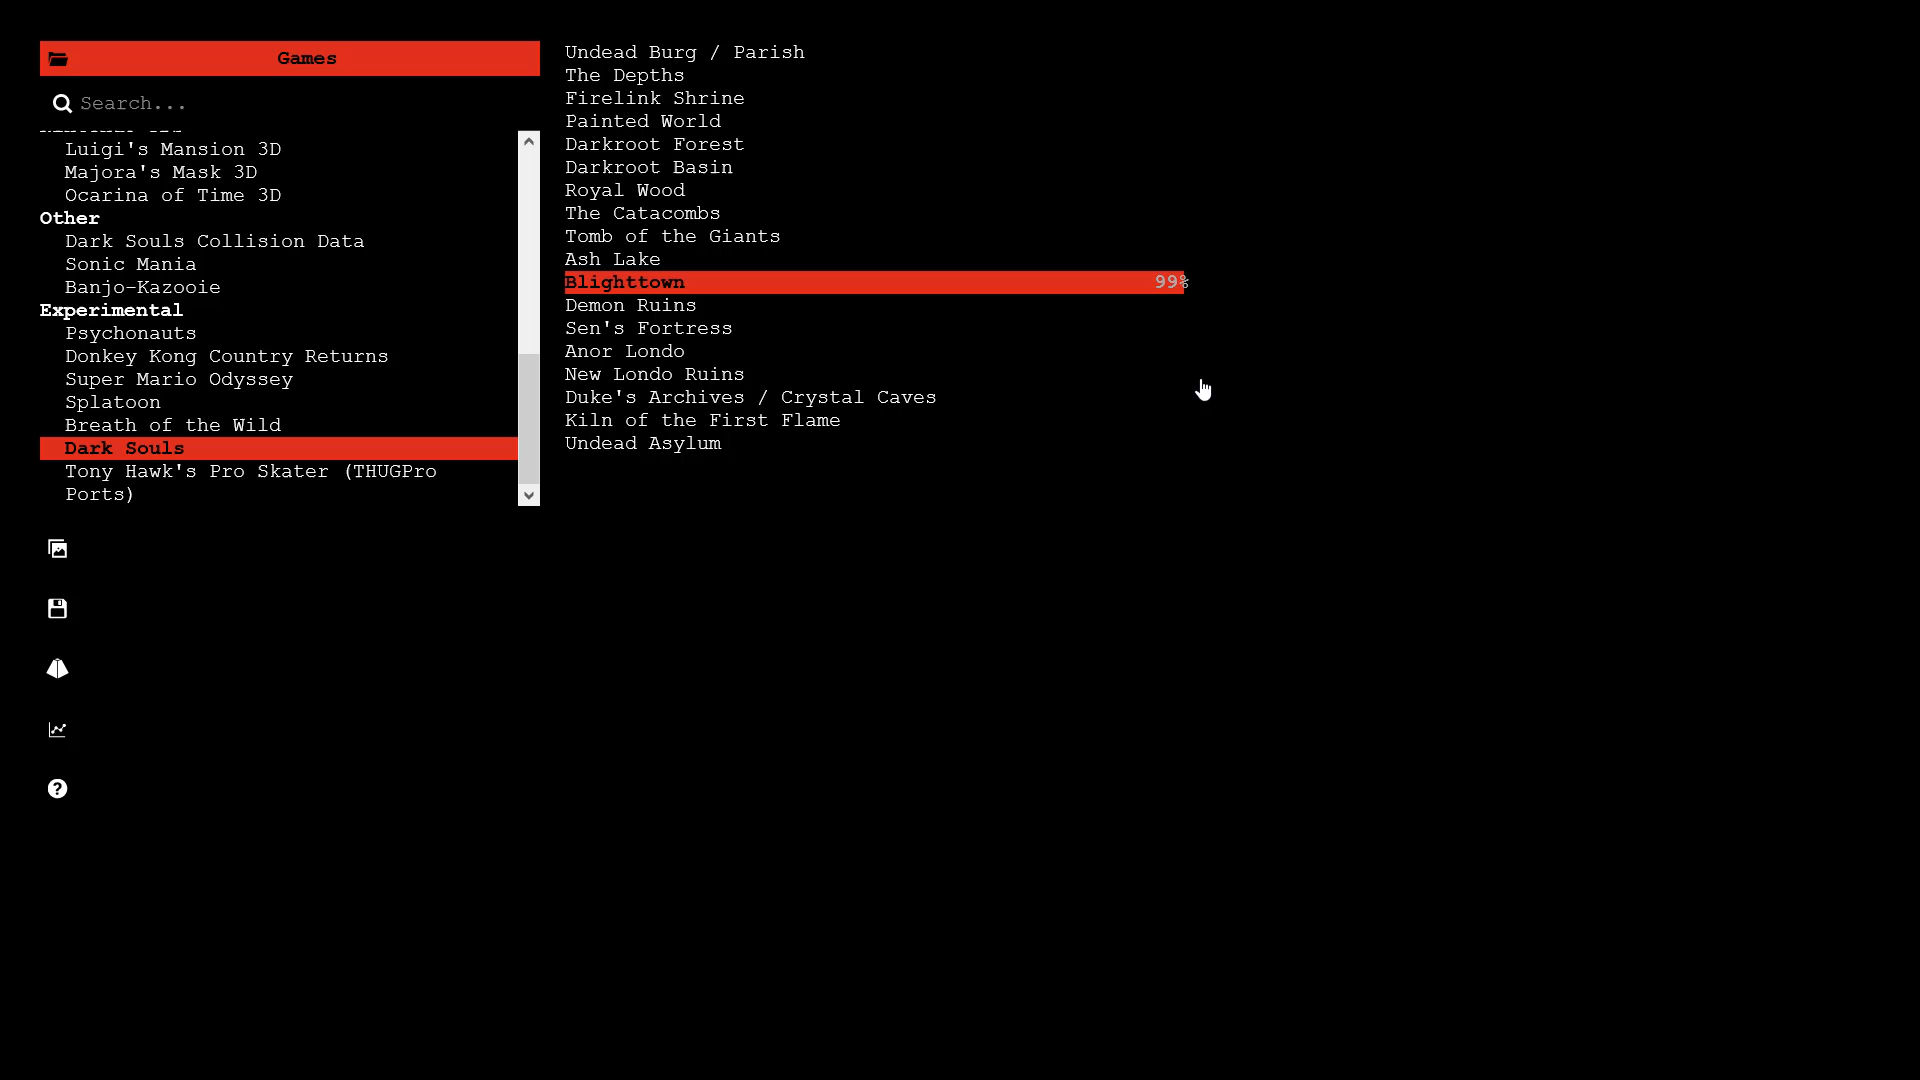 Games
Search...
Luigi's Mansion 3D
Majora's Mask 3D
Ocarina of Time 3D
Other
Dark Souls Collision Data
Sonic Mania
Banjo-Kazooie
Experimental
Psychonauts
Donkey Kong Country Returns
Super Mario Odyssey
Splatoon
Breath of the Wild
Dark Souls
Tony Hawk's Pro Skater (THUGPro
Ports)
Undead Burg / Parish
The Depths
Firelink Shrine
Painted World
Darkroot Forest
Darkroot Basin
Royal Wood
The Catacombs
Tomb of the Giants
Ash Lake
Blighttown 99%
Demon Ruins
Sen's Fortress
Anor Londo
New Londo Ruins
Duke's Archives / Crystal Caves
Kiln of the First Flame
Undead Asylum